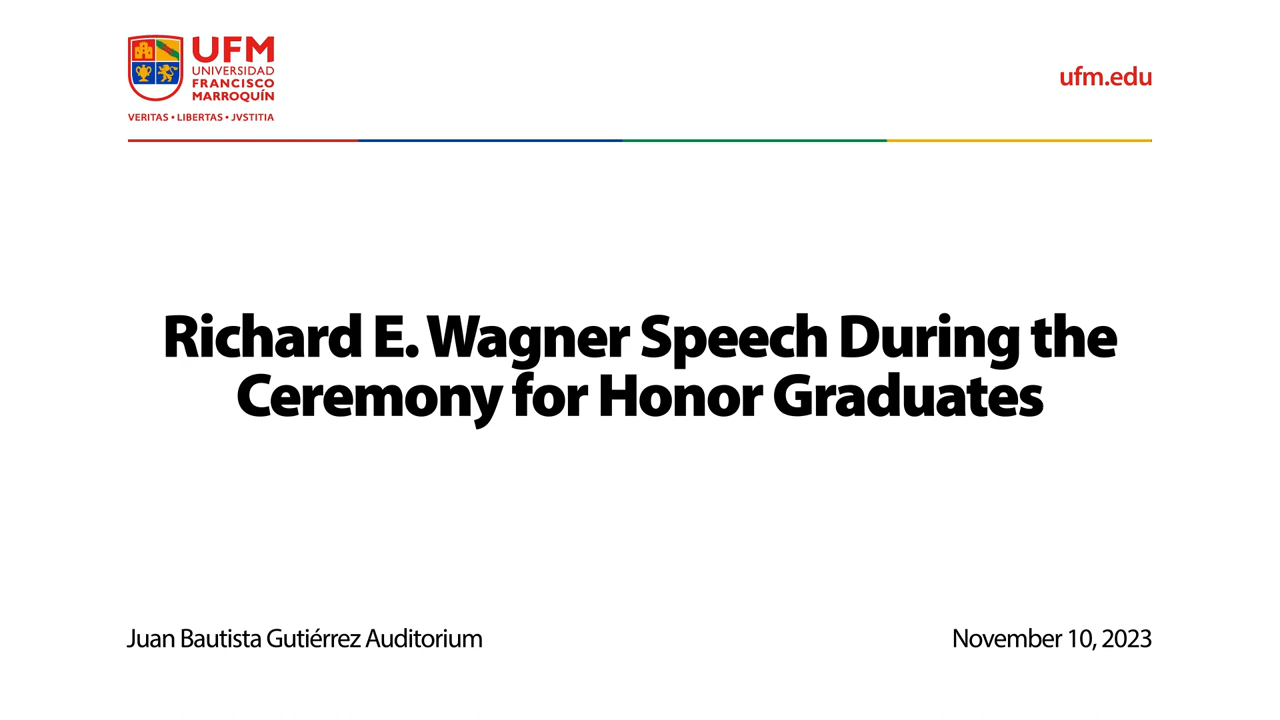 UFM
UNIVERSIDAD
FRANCISCO
MARROQUÍN
VERITAS • LIBERTAS • JVSTITIA
ufm.edu
Richard E. Wagner Speech During the
Ceremony for Honor Graduates
Juan Bautista Gutiérrez Auditorium
November 10, 2023